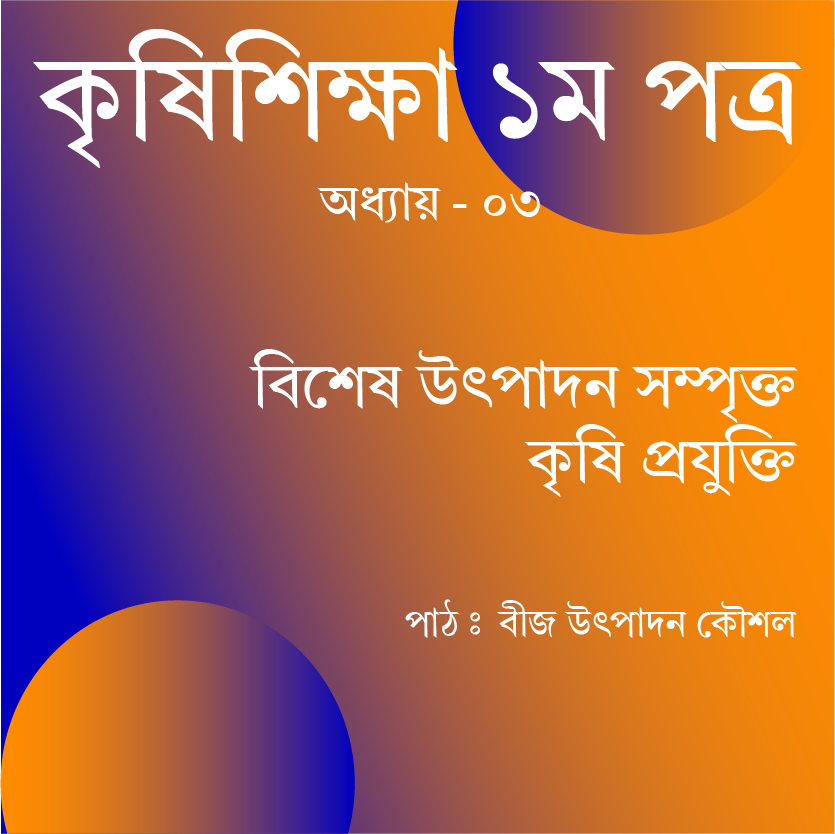 কৃষিশিক্ষা ১ম পত্র
অধ্যায় - ০৩
বিশেষ উৎপাদন সম্পৃক্ত
কৃষি প্রযুক্তি
পাঠ ঃ বীজ উৎপাদন কৌশল